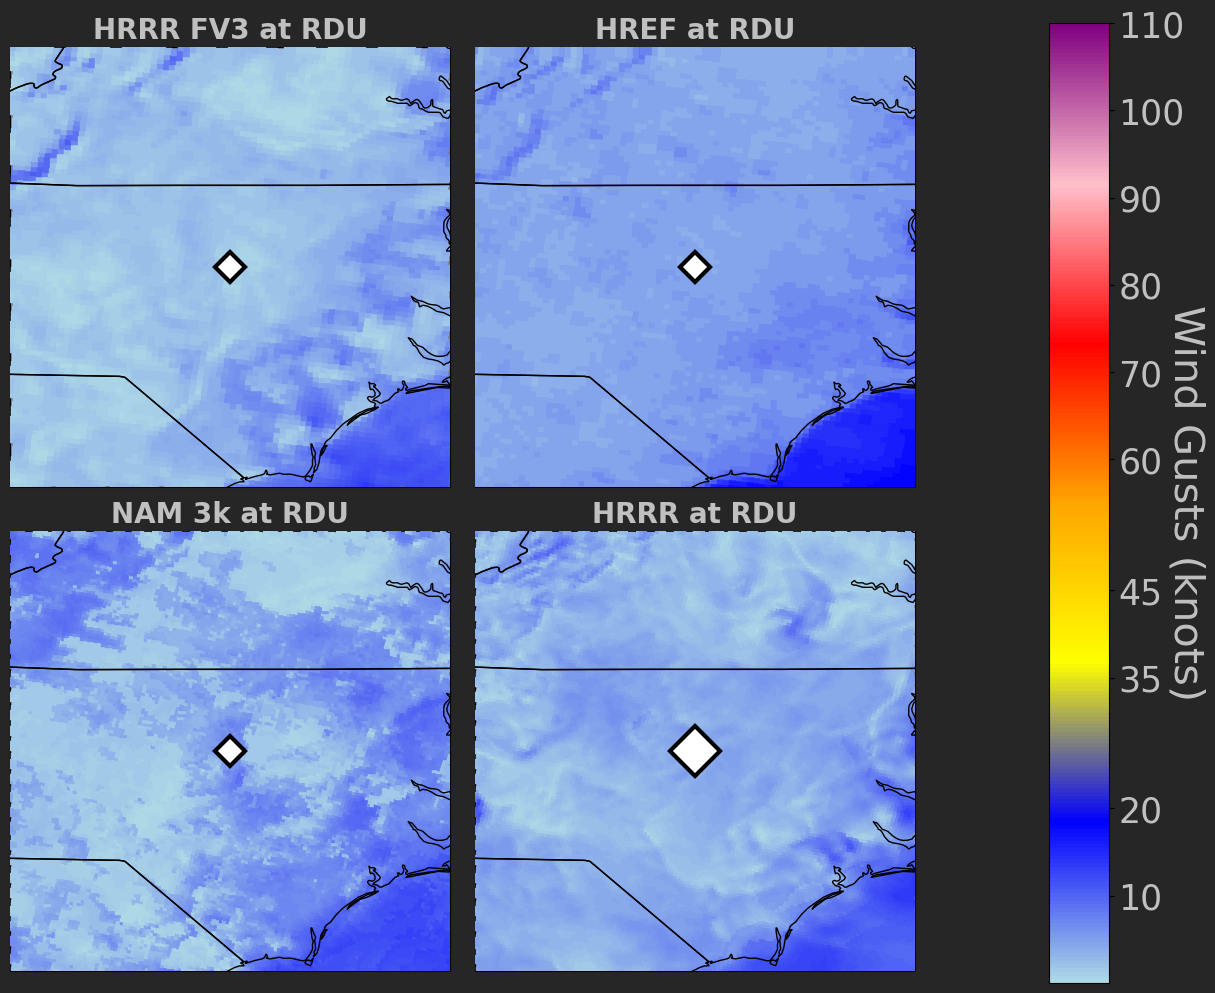 HRRR FV3 at RDU
HREF at RDU
NAM 3k at RDU
HRRR at RDU
110
100
90
80
70
60
45
35
20
10
Wind Gusts (knots)